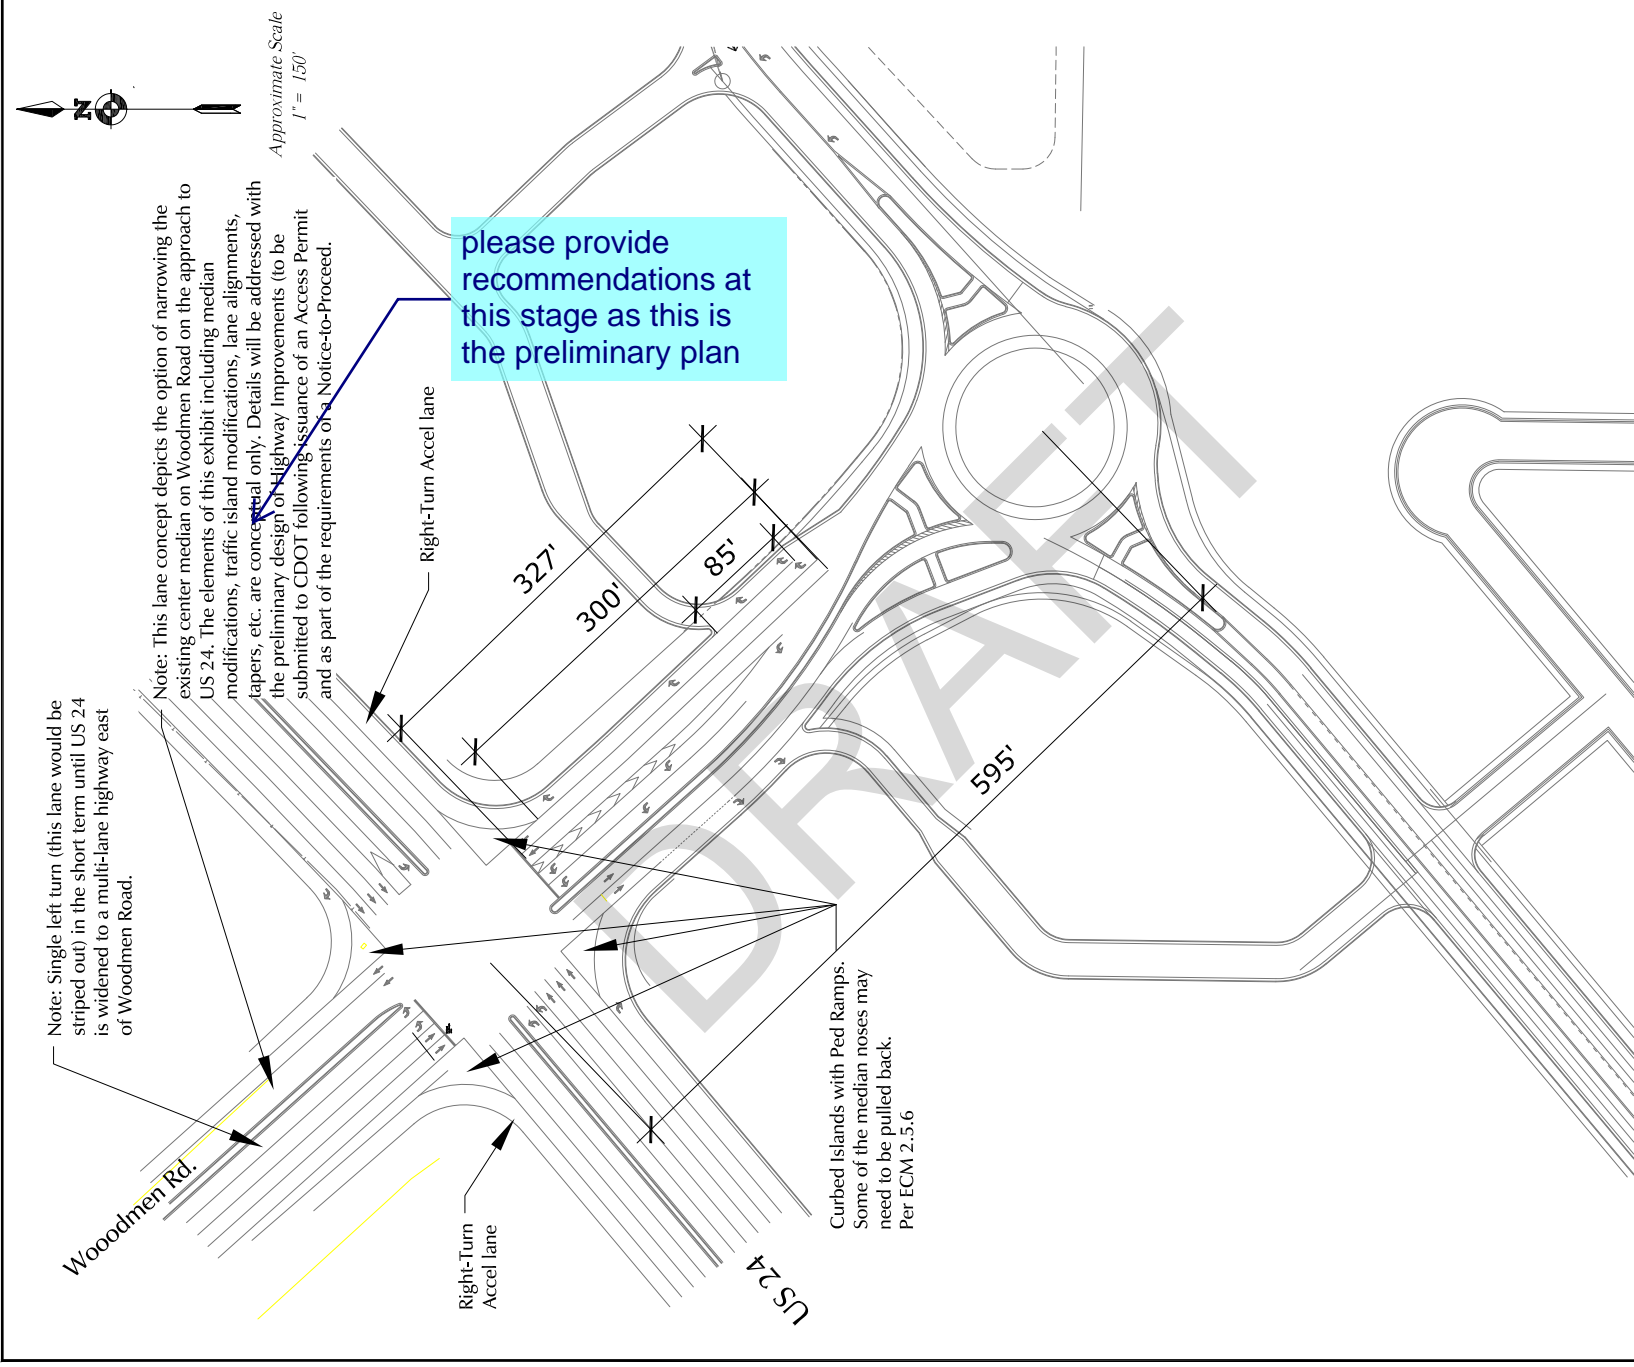 N
Approximate Scale
1" = 150'
Note: This lane concept depicts the option of narrowing the
existing center median on Woodmen Road on the approach to
US 24. The elements of this exhibit including median
modifications, traffic island modifications, lane alignments,
tapers, etc. are conceptual only. Details will be addressed with
the preliminary design of Highway Improvements (to be
submitted to CDOT following issuance of an Access Permit
and as part of the requirements of a Notice-to-Proceed.
please provide
recommendations at
this stage as this is
the preliminary plan
Note: Single left turn (this lane would be
striped out) in the short term until US 24
is widened to a multi-lane highway east
of Woodmen Road.
Right-Turn Accel lane
327'
300'
85'
595'
DRAFT
Wooodmen Rd.
Right-Turn
Accel lane
US 24
Curbed Islands with Ped Ramps.
Some of the median noses may
need to be pulled back.
Per ECM 2.5.6